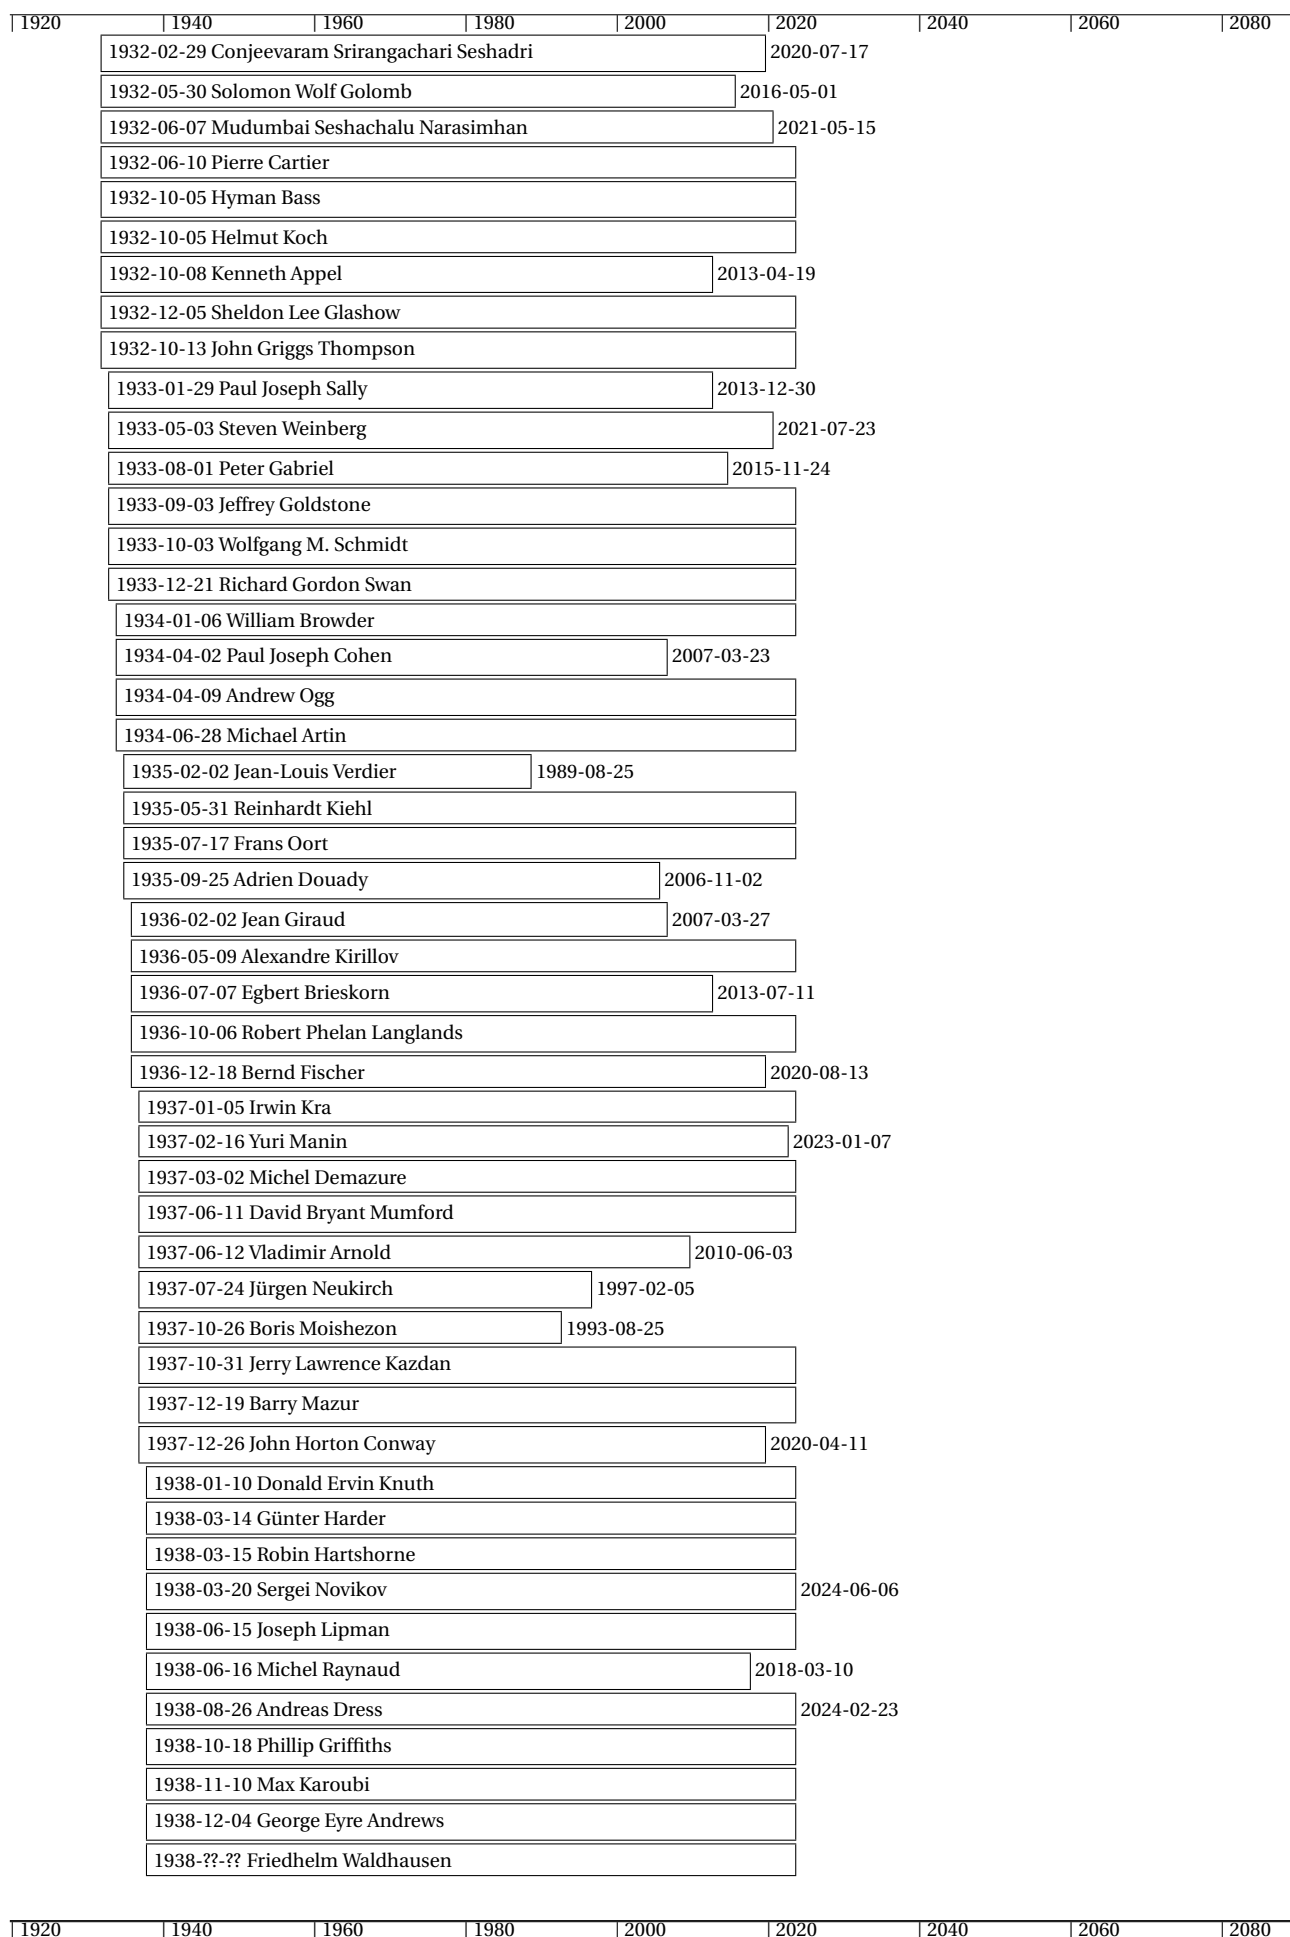 1920 1940 1960 1980 2000 2020 2040 2060 2080
1932-02-29 Conjeevaram Srirangachari Seshadri 2020-07-17
1932-05-30 Solomon Wolf Golomb 2016-05-01
1932-06-07 Mudumbai Seshachalu Narasimhan 2021-05-15
1932-06-10 Pierre Cartier
1932-10-05 Hyman Bass
1932-10-05 Helmut Koch
1932-10-08 Kenneth Appel 2013-04-19
1932-12-05 Sheldon Lee Glashow
1932-10-13 John Griggs Thompson
1933-01-29 Paul Joseph Sally 2013-12-30
1933-05-03 Steven Weinberg 2021-07-23
1933-08-01 Peter Gabriel 2015-11-24
1933-09-03 Jeffrey Goldstone
1933-10-03 Wolfgang M. Schmidt
1933-12-21 Richard Gordon Swan
1934-01-06 William Browder
1934-04-02 Paul Joseph Cohen 2007-03-23
1934-04-09 Andrew Ogg
1934-06-28 Michael Artin
1935-02-02 Jean-Louis Verdier 1989-08-25
1935-05-31 Reinhardt Kiehl
1935-07-17 Frans Oort
1935-09-25 Adrien Douady 2006-11-02
1936-02-02 Jean Giraud 2007-03-27
1936-05-09 Alexandre Kirillov
1936-07-07 Egbert Brieskorn 2013-07-11
1936-10-06 Robert Phelan Langlands
1936-12-18 Bernd Fischer 2020-08-13
1937-01-05 Irwin Kra
1937-02-16 Yuri Manin 2023-01-07
1937-03-02 Michel Demazure
1937-06-11 David Bryant Mumford
1937-06-12 Vladimir Arnold 2010-06-03
1937-07-24 Jürgen Neukirch 1997-02-05
1937-10-26 Boris Moishezon 1993-08-25
1937-10-31 Jerry Lawrence Kazdan
1937-12-19 Barry Mazur
1937-12-26 John Horton Conway 2020-04-11
1938-01-10 Donald Ervin Knuth
1938-03-14 Günter Harder
1938-03-15 Robin Hartshorne
1938-03-20 Sergei Novikov 2024-06-06
1938-06-15 Joseph Lipman
1938-06-16 Michel Raynaud 2018-03-10
1938-08-26 Andreas Dress 2024-02-23
1938-10-18 Phillip Griffiths
1938-11-10 Max Karoubi
1938-12-04 George Eyre Andrews
1938-??-?? Friedhelm Waldhausen
1920 1940 1960 1980 2000 2020 2040 2060 2080